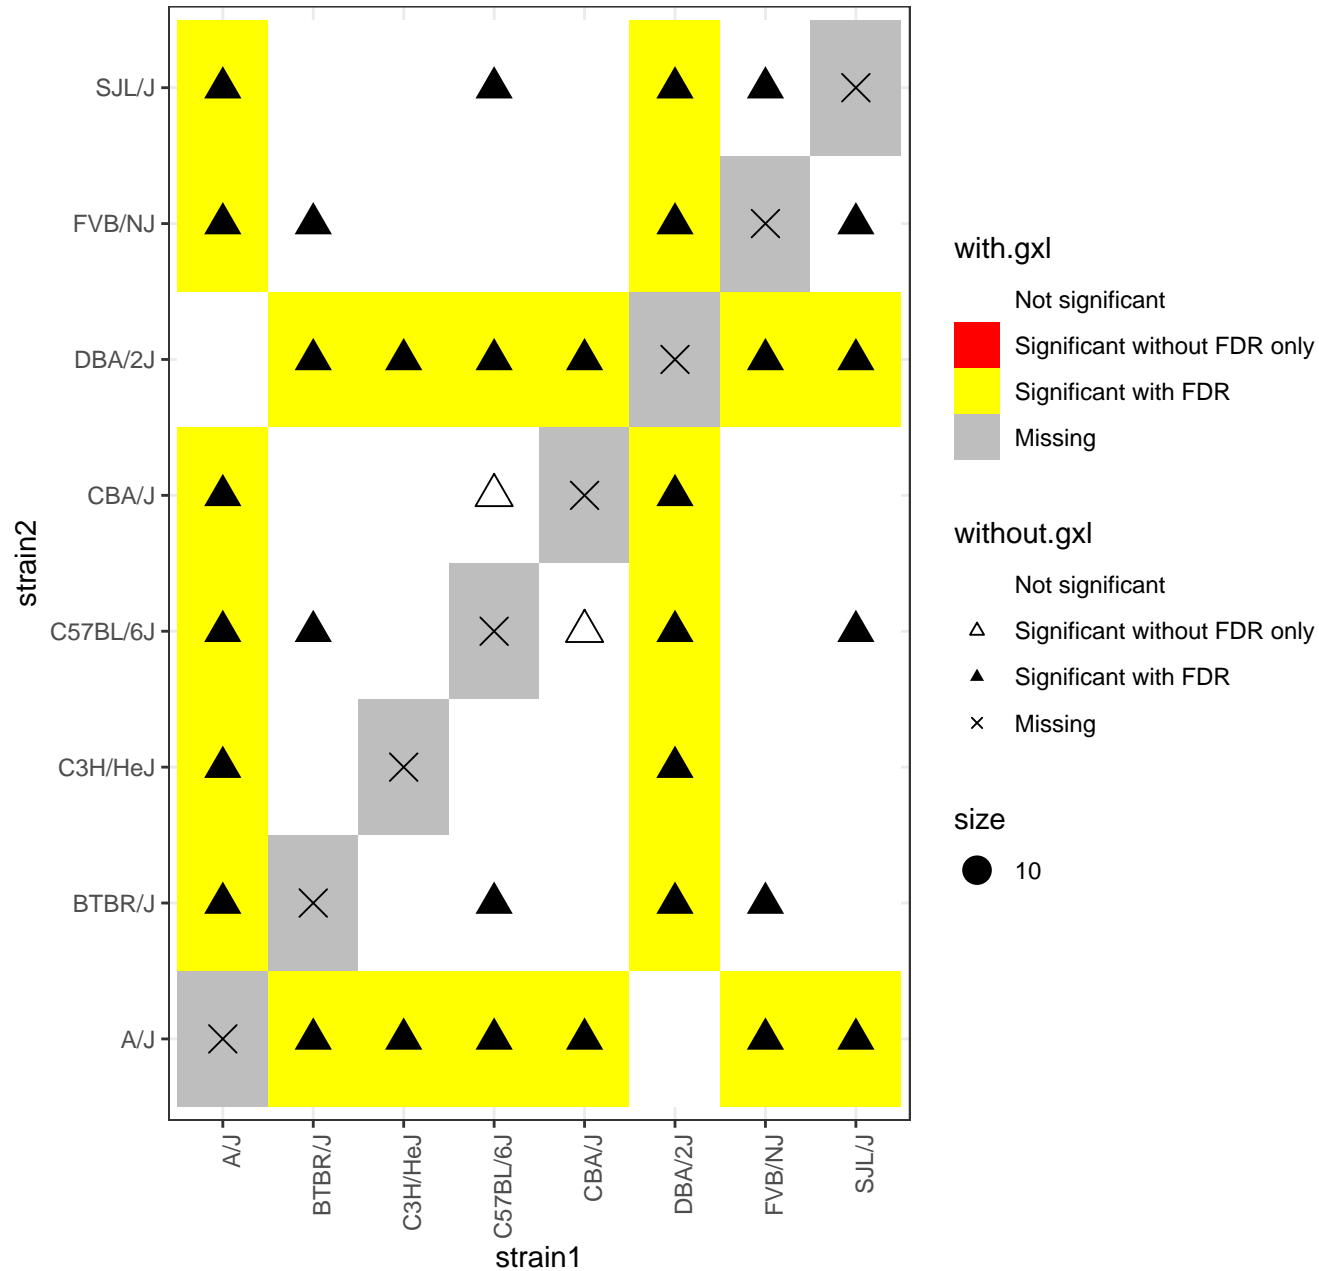 SJL/J
FVB/NJ
DBA/2J
CBA/J
C57BL/6J
C3H/HeJ
BTBR/J
A/J
strain2
A/J
BTBR/J
C3H/HeJ
C57BL/6J
CBA/J
DBA/2J
FVB/NJ
SJL/J
strain1
with.gxl
Not significant
Significant without FDR only
Significant with FDR
Missing
without.gxl
Not significant
Significant without FDR only
Significant with FDR
Missing
size
10